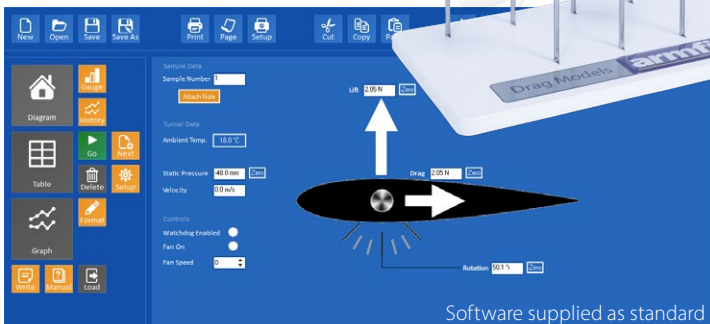 New Open Save Save As Print Page Setup Cut Copy
Drag Models
armfi
Diagram
Gauge
History
Table
Go
Next
Delete
Setup
Graph
Format
Write
Manual
Load
Sample Data
Sample Number 1
Attach Note
Tunnel Data
Ambient Temp. 18.0 °C
Static Pressure -48.0 mm Zero
Velocity 0.0 m/s
Controls
Watchdog Enabled
Fan On
Fan Speed 0
Lift 2.05 N Zero
Drag 2.05 N Zero
Rotation 50.1 Zero
Software supplied as standard